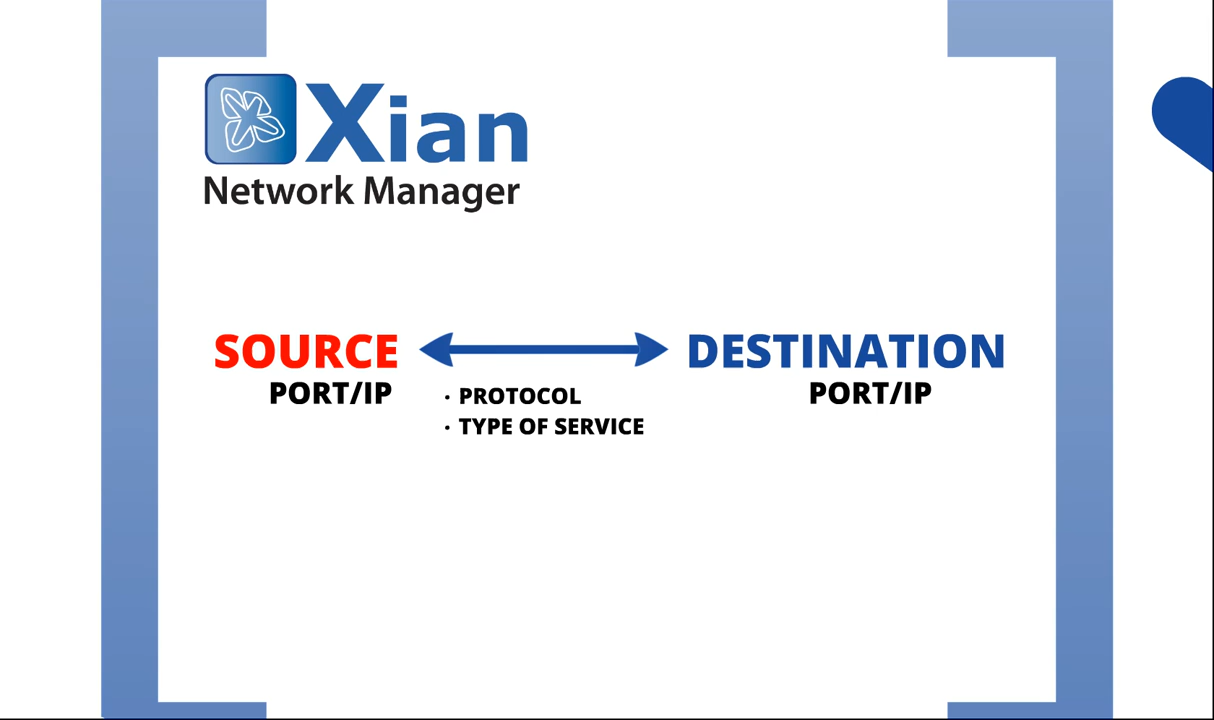 Xian
Network Manager
SOURCE DESTINATION
PORT/IP PORT/IP
· PROTOCOL
· TYPE OF SERVICE